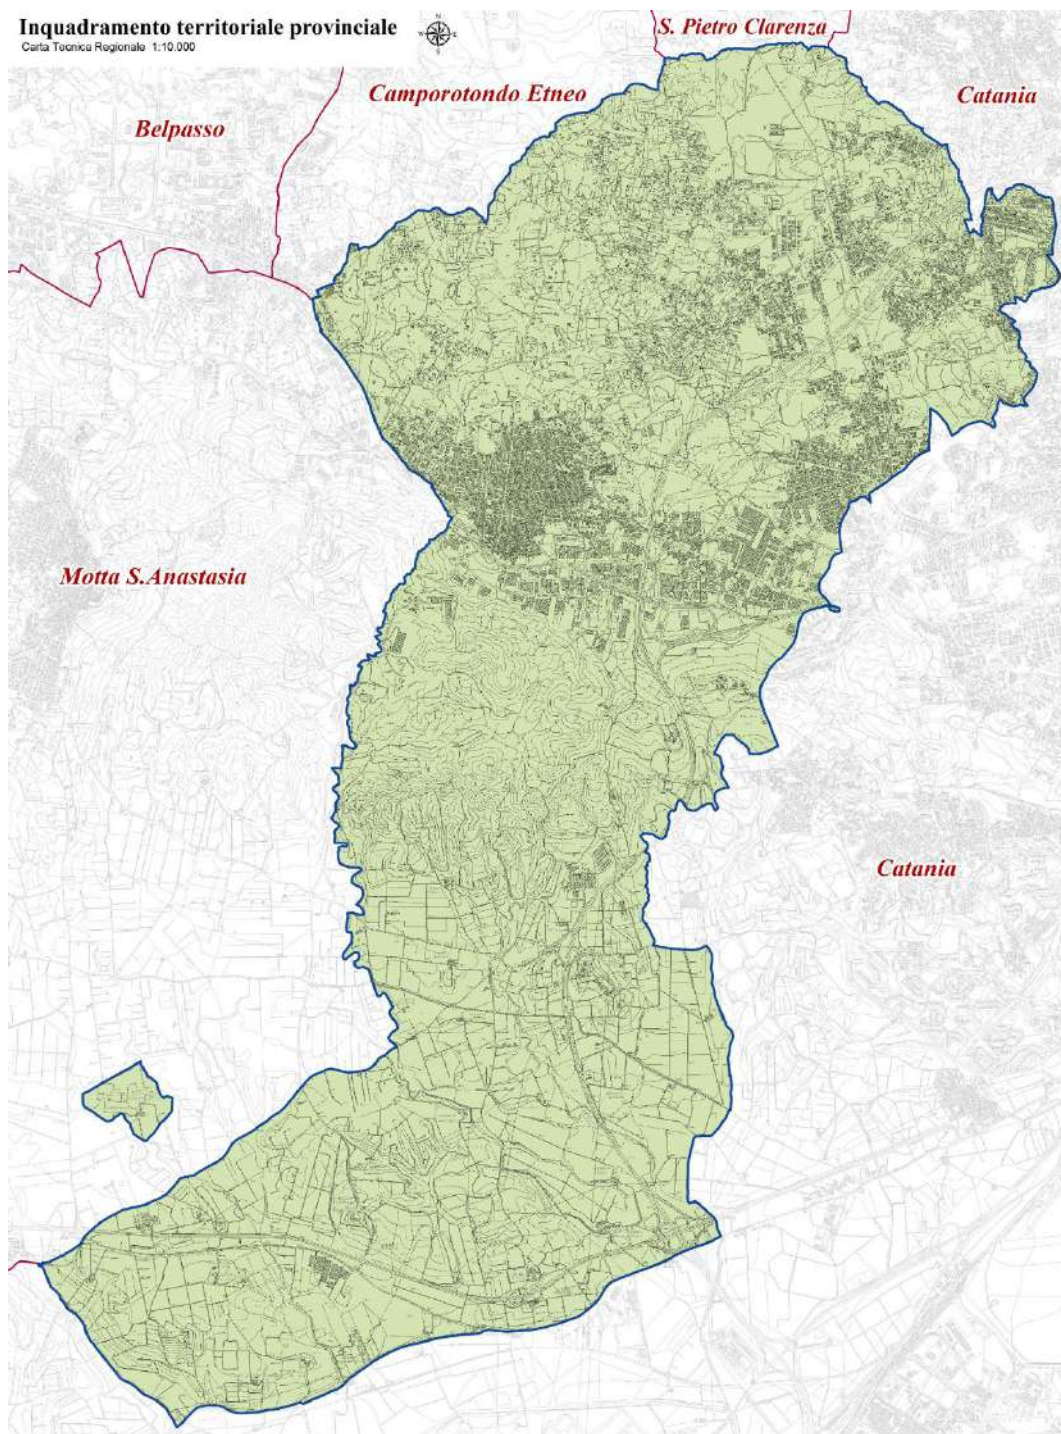 Inquadramento territoriale provinciale
Carta Tecnica Regionale 1:10.000
N
W E
S
S. Pietro Clarenza
Camporotondo Etneo
Catania
Belpasso
Motta S.Anastasia
Catania